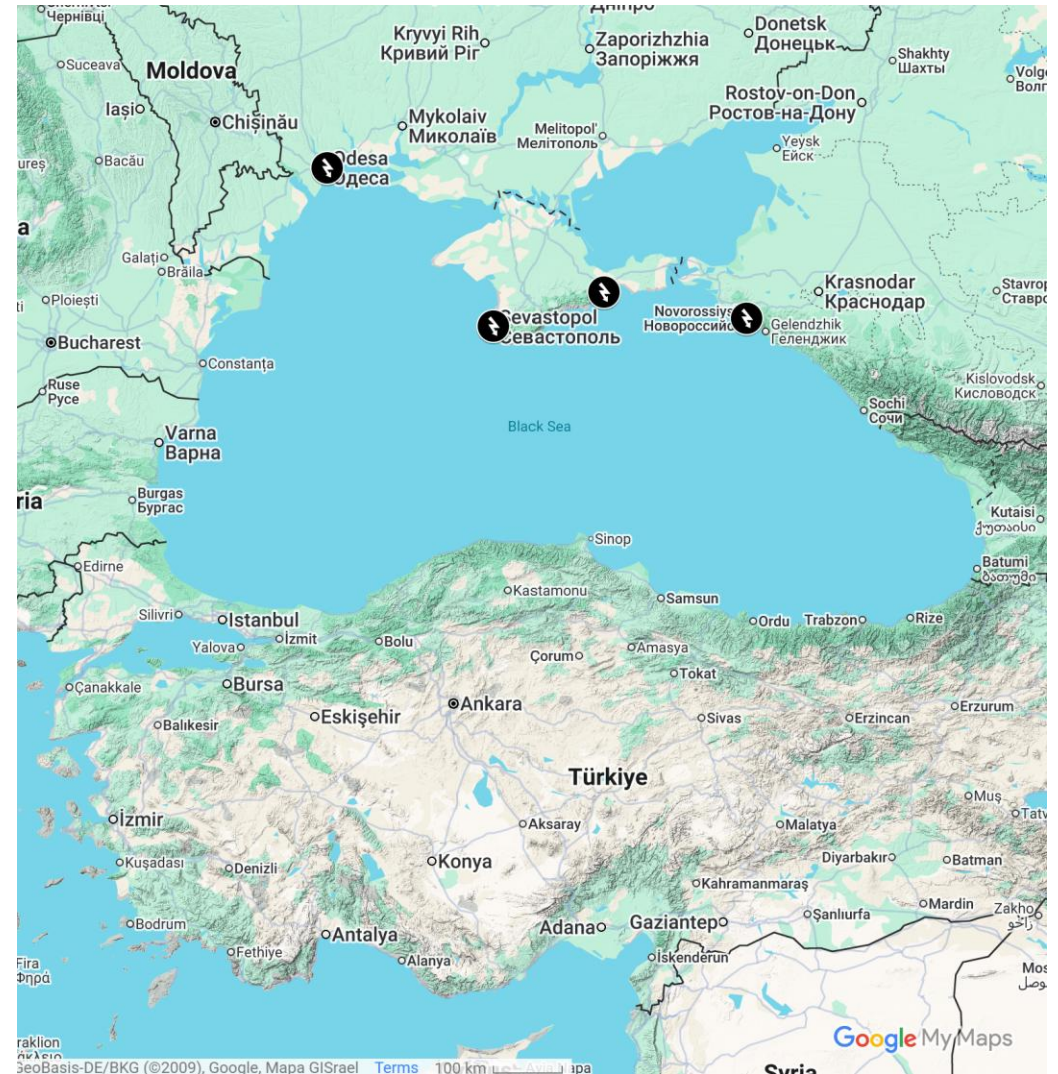 Чернівці
Suceava
Moldova
Iași
Chișinău
Bacău
Galați
Brăila
Ploiești
Bucharest
Ruse
Русе
Constanța
Varna
Варна
Burgas
Бургас
Kryvyi Rih
Кривий Ріг
Zaporizhzhia
Запоріжжя
Donetsk
Донецьк
Shakhty
Шахты
Rostov-on-Don
Ростов-на-Дону
Mykolaiv
Миколаїв
Melitopol'
Мелітополь
Yeysk
Ейск
Odesa
Одеса
Sevastopol
Севастополь
Novorossiysk
Новороссийск
Gelendzhik
Геленджик
Krasnodar
Краснодар
Kislovodsk
Кисловодск
Sochi
Сочи
Black Sea
Kutaisi
ქუთაისი
Batumi
ბათუმი
Edirne
Silivri
Istanbul
Yalova
İzmit
Bolu
Kastamonu
Sinop
Samsun
Ordu
Trabzon
Rize
Çanakkale
Bursa
Çorum
Amasya
Tokat
Balıkesir
Eskişehir
Ankara
Sivas
Erzincan
Erzurum
Türkiye
İzmir
Aksaray
Malatya
Muş
Kuşadası
Denizli
Konya
Diyarbakır
Batman
Kahramanmaraş
Bodrum
Antalya
Adana
Gaziantep
Şanlıurfa
Mardin
Zakho
زاخو
Fethiye
Alanya
İskenderun
Fira
Φηρά
Syria
Google My Maps
GeoBasis-DE/BKG (©2009), Google, Mapa GISrael Terms 100 km